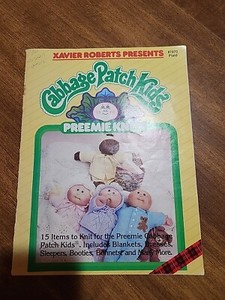 XAVIER ROBERTS PRESENTS
Cabbage Patch Kids
PREEMIE
15 Items to Knit for the Preemie Cabbage
Patch Kids®. Includes Blankets, Dresses,
Sleepers, Booties, Bonnets and Many More.